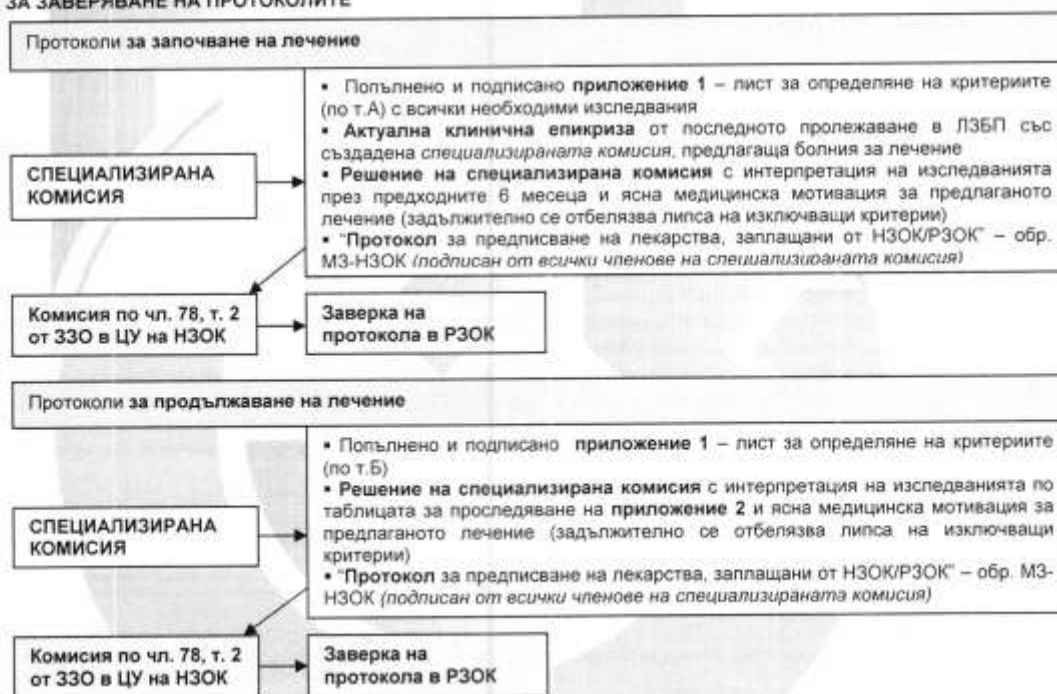 ЗА ЗАВЕРЯВАНЕ НА ПРОТОКОЛИТЕ
Протоколи за започване на лечение
СПЕЦИАЛИЗИРАНА
КОМИСИЯ
▪ Попълнено и подписано приложение 1 – лист за определяне на критериите
(по т.А) с всички необходими изследвания
▪ Актуална клинична епикриза от последното пролежаване в ЛЗБП със
създадена специализираната комисия, предлагаща болния за лечение
▪ Решение на специализирана комисия с интерпретация на изследванията
през предходните 6 месеца и ясна медицинска мотивация за предлаганото
лечение (задължително се отбелязва липса на изключващи критерии)
▪ "Протокол за предписване на лекарства, заплащани от НЗОК/РЗОК" – обр.
МЗ-НЗОК (подписан от всички членове на специализираната комисия)
Комисия по чл. 78, т. 2
от ЗЗО в ЦУ на НЗОК
Заверка на
протокола в РЗОК
Протоколи за продължаване на лечение
СПЕЦИАЛИЗИРАНА
КОМИСИЯ
▪ Попълнено и подписано приложение 1 – лист за определяне на критериите
(по т.Б)
▪ Решение на специализирана комисия с интерпретация на изследванията по
таблицата за проследяване на приложение 2 и ясна медицинска мотивация за
предлаганото лечение (задължително се отбелязва липса на изключващи
критерии)
▪ "Протокол за предписване на лекарства, заплащани от НЗОК/РЗОК" – обр. МЗ-
НЗОК (подписан от всички членове на специализираната комисия)
Комисия по чл. 78, т. 2
от ЗЗО в ЦУ на НЗОК
Заверка на
протокола в РЗОК